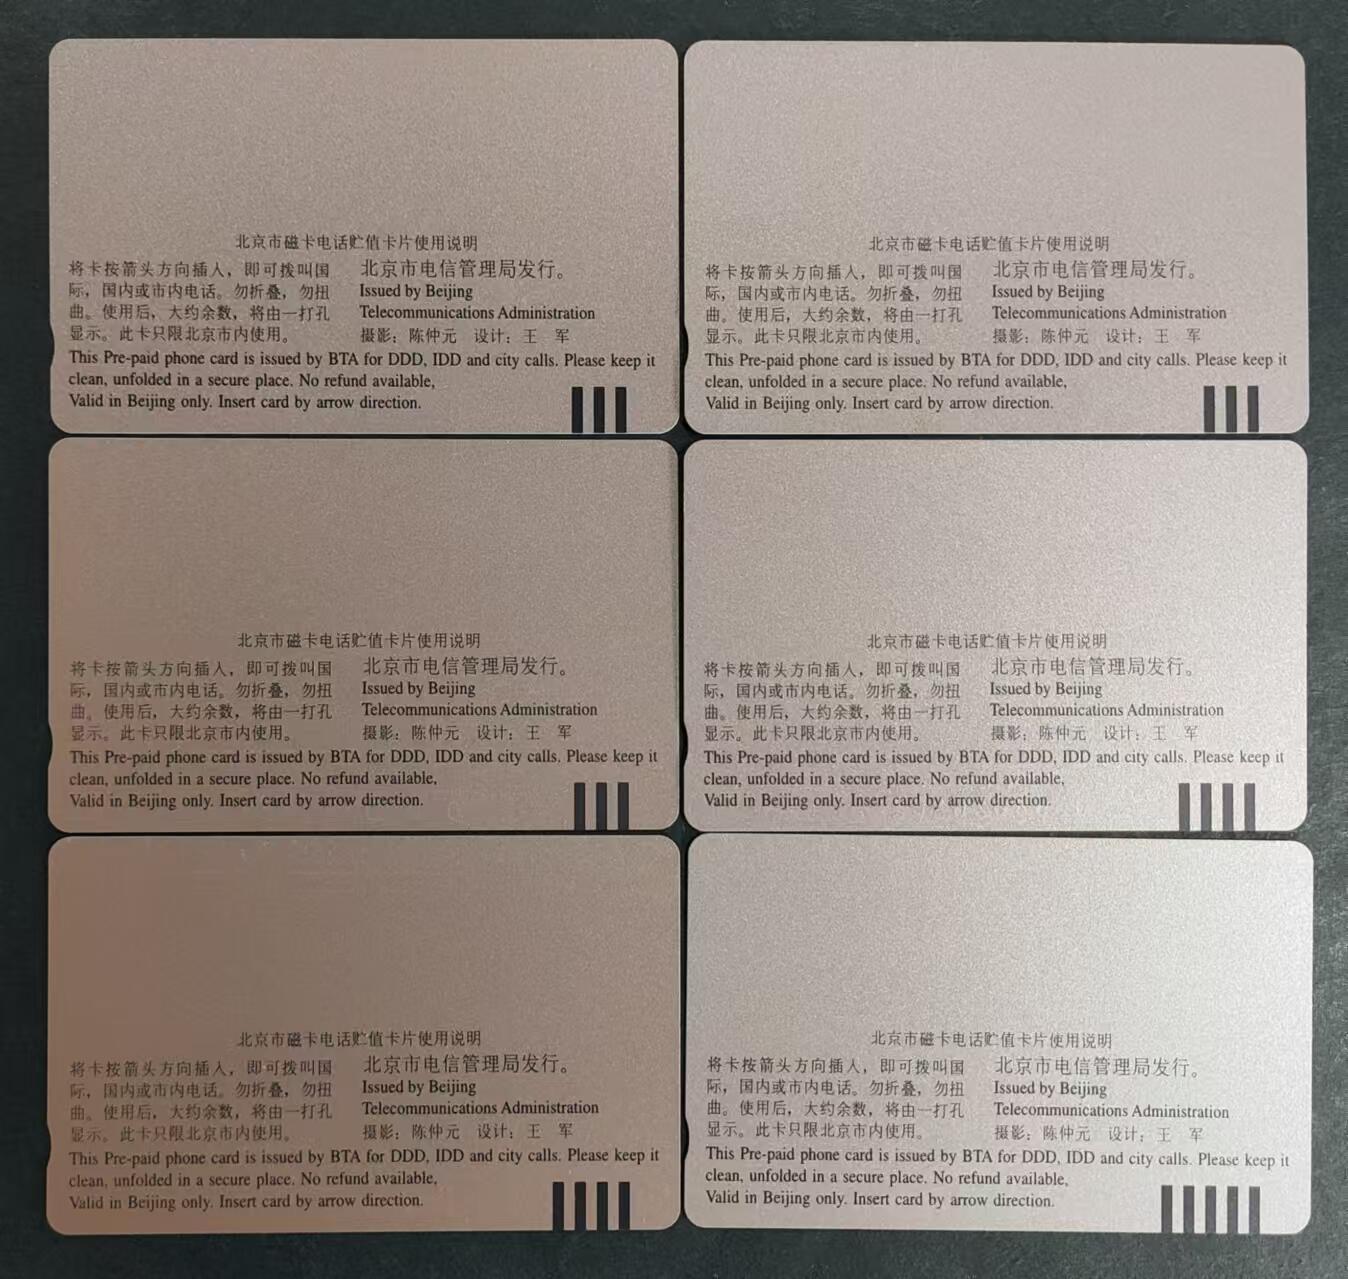 北京市磁卡电话贮值卡片使用说明
将卡按箭头方向插入，即可拨叫国
际，国内或市内电话。勿折叠，勿扭
曲。使用后，大约余数，将由一打孔
显示。此卡只限北京市内使用。
北京市电信管理局发行。
Issued by Beijing
Telecommunications Administration
摄影：陈仲元 设计：王 军
This Pre-paid phone card is issued by BTA for DDD, IDD and city calls. Please keep it
clean, unfolded in a secure place. No refund available,
Valid in Beijing only. Insert card by arrow direction.
北京市磁卡电话贮值卡片使用说明
将卡按箭头方向插入，即可拨叫国
际，国内或市内电话。勿折叠，勿扭
曲。使用后，大约余数，将由一打孔
显示。此卡只限北京市内使用。
北京市电信管理局发行。
Issued by Beijing
Telecommunications Administration
摄影：陈仲元 设计：王 军
This Pre-paid phone card is issued by BTA for DDD, IDD and city calls. Please keep it
clean, unfolded in a secure place. No refund available,
Valid in Beijing only. Insert card by arrow direction.
北京市磁卡电话贮值卡片使用说明
将卡按箭头方向插入，即可拨叫国
际，国内或市内电话。勿折叠，勿扭
曲。使用后，大约余数，将由一打孔
显示。此卡只限北京市内使用。
北京市电信管理局发行。
Issued by Beijing
Telecommunications Administration
摄影：陈仲元 设计：王 军
This Pre-paid phone card is issued by BTA for DDD, IDD and city calls. Please keep it
clean, unfolded in a secure place. No refund available,
Valid in Beijing only. Insert card by arrow direction.
北京市磁卡电话贮值卡片使用说明
将卡按箭头方向插入，即可拨叫国
际，国内或市内电话。勿折叠，勿扭
曲。使用后，大约余数，将由一打孔
显示。此卡只限北京市内使用。
北京市电信管理局发行。
Issued by Beijing
Telecommunications Administration
摄影：陈仲元 设计：王 军
This Pre-paid phone card is issued by BTA for DDD, IDD and city calls. Please keep it
clean, unfolded in a secure place. No refund available,
Valid in Beijing only. Insert card by arrow direction.
北京市磁卡电话贮值卡片使用说明
将卡按箭头方向插入，即可拨叫国
际，国内或市内电话。勿折叠，勿扭
曲。使用后，大约余数，将由一打孔
显示。此卡只限北京市内使用。
北京市电信管理局发行。
Issued by Beijing
Telecommunications Administration
摄影：陈仲元 设计：王 军
This Pre-paid phone card is issued by BTA for DDD, IDD and city calls. Please keep it
clean, unfolded in a secure place. No refund available,
Valid in Beijing only. Insert card by arrow direction.
北京市磁卡电话贮值卡片使用说明
将卡按箭头方向插入，即可拨叫国
际，国内或市内电话。勿折叠，勿扭
曲。使用后，大约余数，将由一打孔
显示。此卡只限北京市内使用。
北京市电信管理局发行。
Issued by Beijing
Telecommunications Administration
摄影：陈仲元 设计：王 军
This Pre-paid phone card is issued by BTA for DDD, IDD and city calls. Please keep it
clean, unfolded in a secure place. No refund available,
Valid in Beijing only. Insert card by arrow direction.